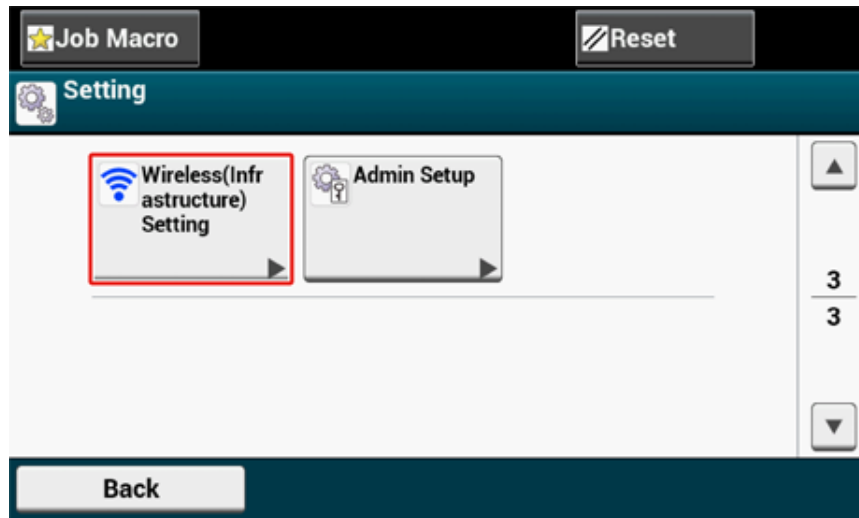 Job Macro
Reset
Setting
Wireless(Infr
astructure)
Setting
Admin Setup
3
3
Back